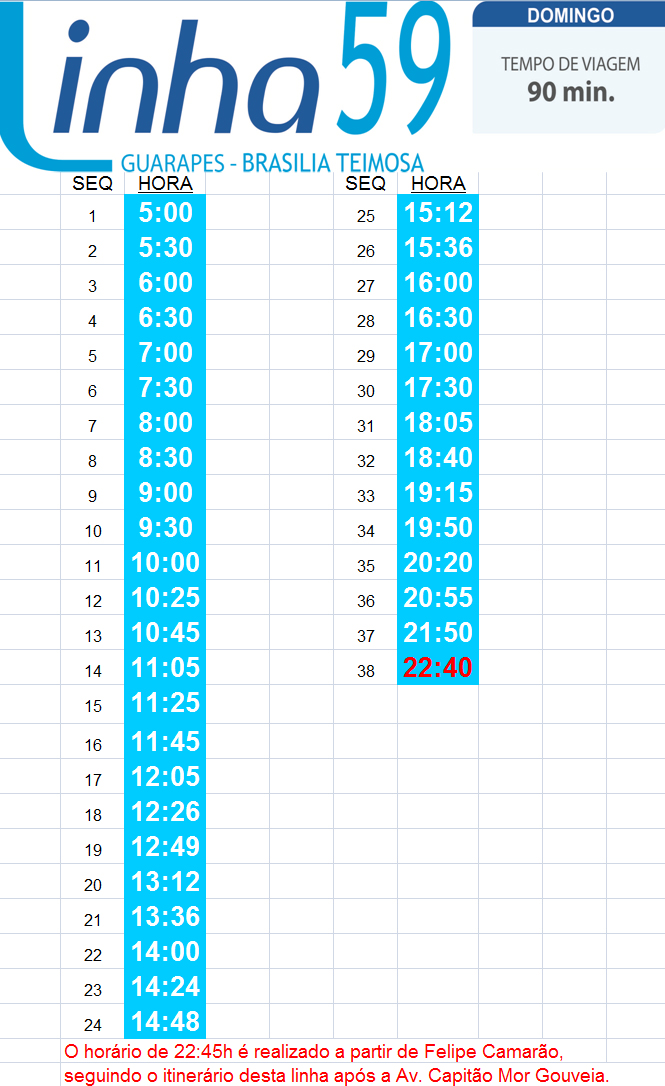 Linha 59
DOMINGO
TEMPO DE VIAGEM
90 min.
GUARAPES - BRASILIA TEIMOSA
SEQ HORA SEQ HORA
1 5:00 25 15:12
2 5:30 26 15:36
3 6:00 27 16:00
4 6:30 28 16:30
5 7:00 29 17:00
6 7:30 30 17:30
7 8:00 31 18:05
8 8:30 32 18:40
9 9:00 33 19:15
10 9:30 34 19:50
11 10:00 35 20:20
12 10:25 36 20:55
13 10:45 37 21:50
14 11:05 38 22:40
15 11:25
16 11:45
17 12:05
18 12:26
19 12:49
20 13:12
21 13:36
22 14:00
23 14:24
24 14:48
O horário de 22:45h é realizado a partir de Felipe Camarão,
seguindo o itinerário desta linha após a Av. Capitão Mor Gouveia.